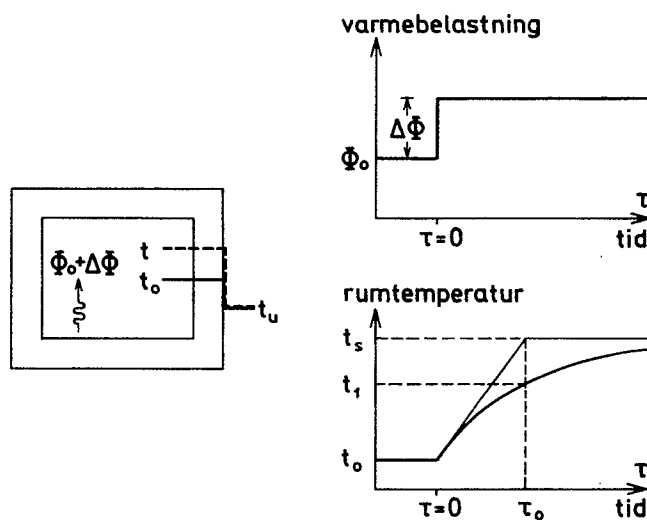 varmebelastning
ΔΦ
Φₒ
τ
τ=0
tid
Φₒ+ΔΦ
t
tₒ
tᵤ
rumtemperatur
tₛ
t₁
tₒ
τ
τ=0
τₒ
tid